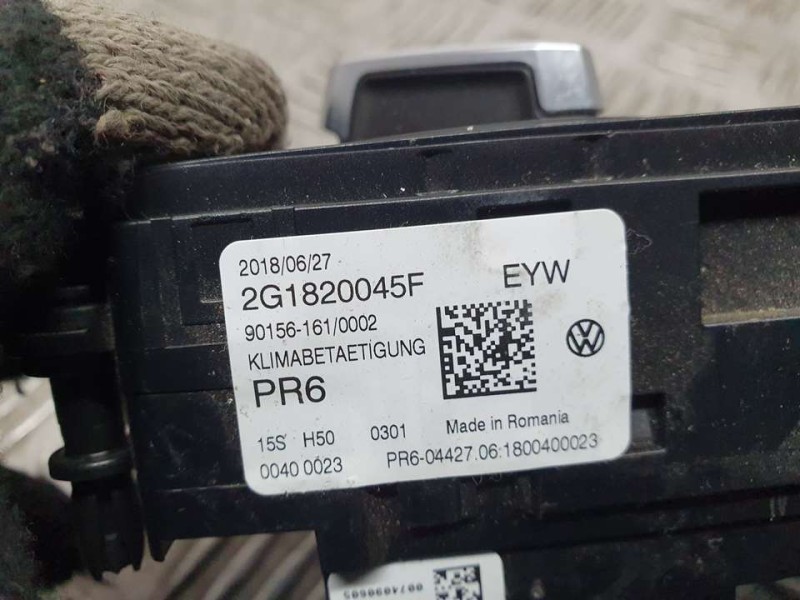 2018/06/27
2G1820045F EYW
90156-161/0002
KLIMABETAETIGUNG
PR6
15S H50 0301 Made in Romania
0040 0023 PR6-04427.06:1800400023